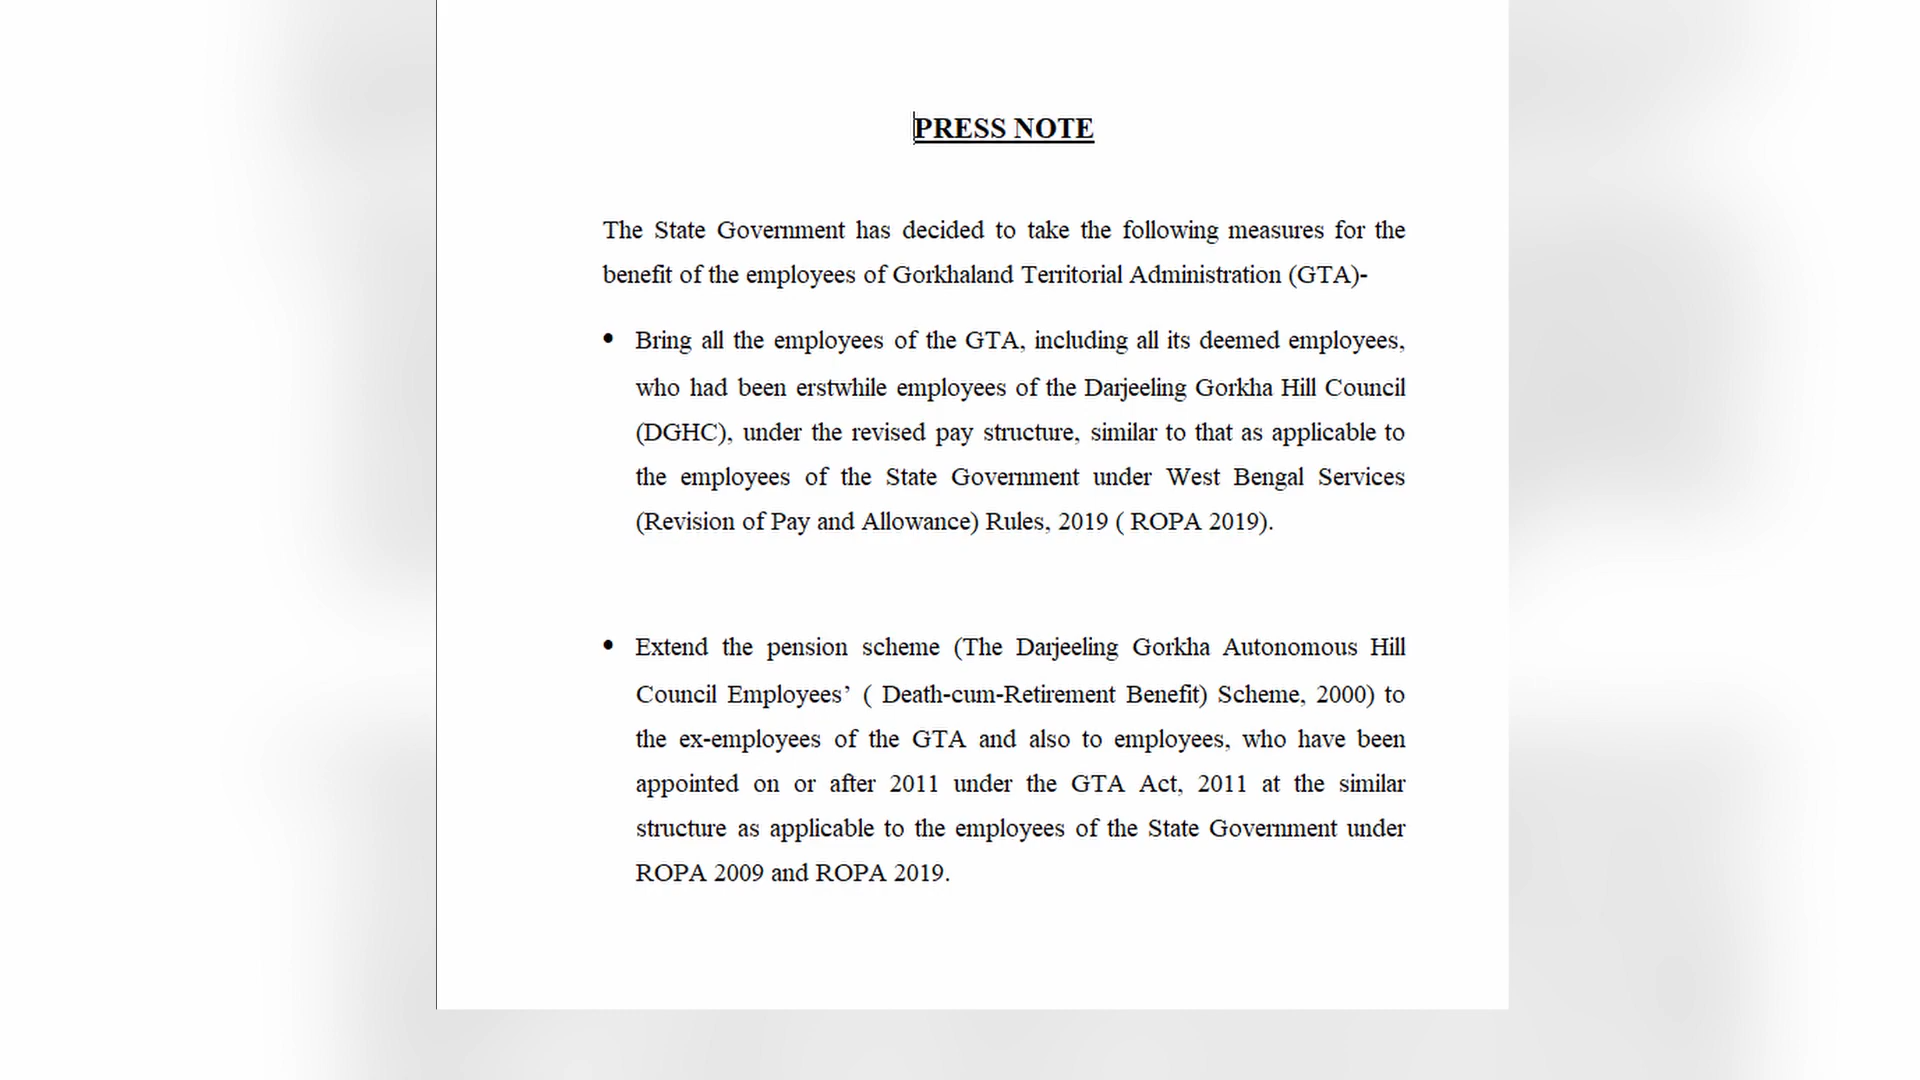 PRESS NOTE
The State Government has decided to take the following measures for the
benefit of the employees of Gorkhaland Territorial Administration (GTA)-
• Bring all the employees of the GTA, including all its deemed employees,
who had been erstwhile employees of the Darjeeling Gorkha Hill Council
(DGHC), under the revised pay structure, similar to that as applicable to
the employees of the State Government under West Bengal Services
(Revision of Pay and Allowance) Rules, 2019 ( ROPA 2019).
• Extend the pension scheme (The Darjeeling Gorkha Autonomous Hill
Council Employees’ ( Death-cum-Retirement Benefit) Scheme, 2000) to
the ex-employees of the GTA and also to employees, who have been
appointed on or after 2011 under the GTA Act, 2011 at the similar
structure as applicable to the employees of the State Government under
ROPA 2009 and ROPA 2019.